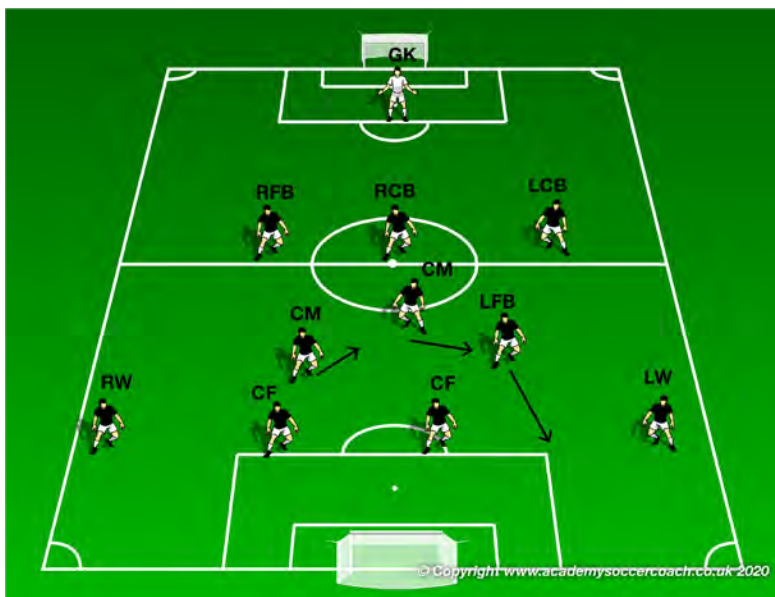 GK
RFB
RCB
LCB
CM
CM
LFB
RW
CF
CF
LW
© Copyright www.academysoccercoach.co.uk 2020